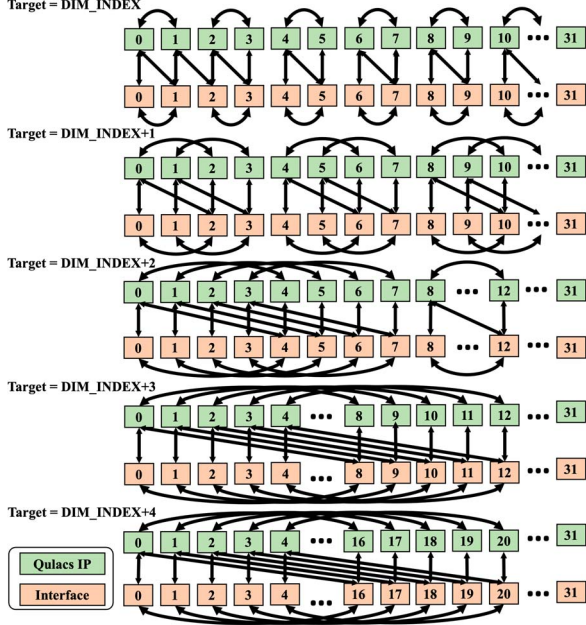 Target = DIM_INDEX
0 1 2 3 4 5 6 7 8 9 10 ••• 31
0 1 2 3 4 5 6 7 8 9 10 ••• 31
Target = DIM_INDEX+1
0 1 2 3 4 5 6 7 8 9 10 ••• 31
0 1 2 3 4 5 6 7 8 9 10 ••• 31
Target = DIM_INDEX+2
0 1 2 3 4 5 6 7 8 ••• 12 ••• 31
0 1 2 3 4 5 6 7 8 ••• 12 ••• 31
Target = DIM_INDEX+3
0 1 2 3 4 ••• 8 9 10 11 12 ••• 31
0 1 2 3 4 ••• 8 9 10 11 12 ••• 31
Target = DIM_INDEX+4
0 1 2 3 4 ••• 16 17 18 19 20 ••• 31
0 1 2 3 4 ••• 16 17 18 19 20 ••• 31
Qulacs IP
Interface